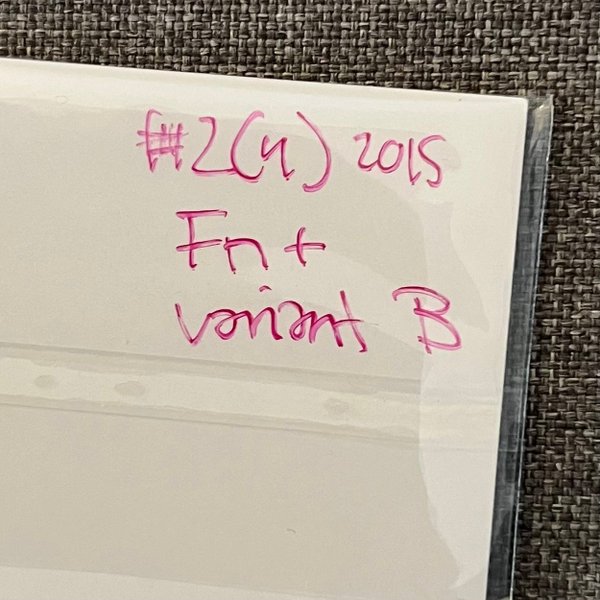 #2(4) 2015
Fn+
variant B